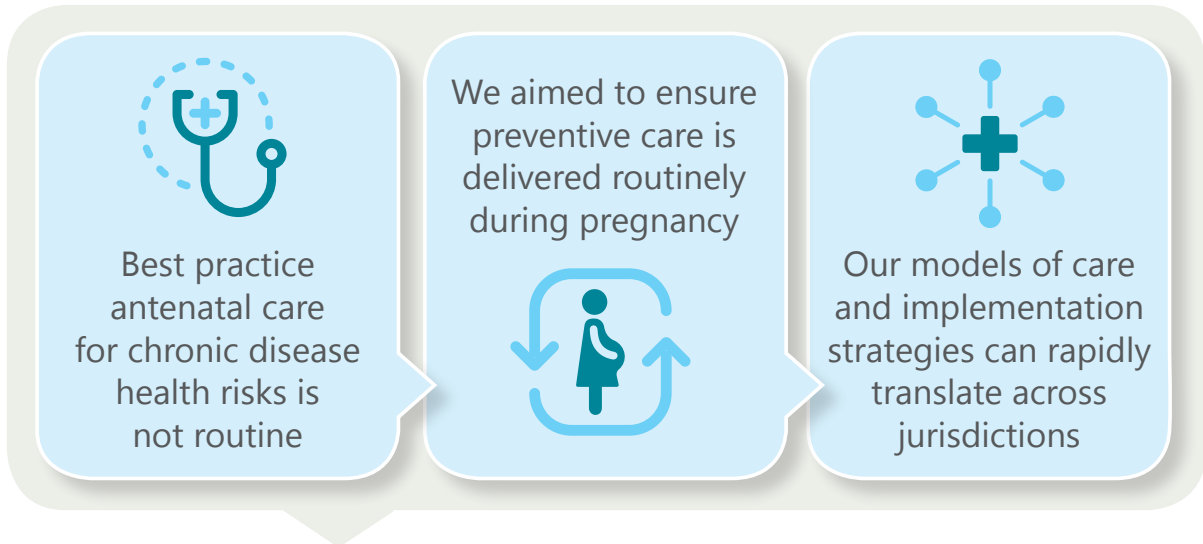 Best practice
antenatal care
for chronic disease
health risks is
not routine
We aimed to ensure
preventive care is
delivered routinely
during pregnancy
Our models of care
and implementation
strategies can rapidly
translate across
jurisdictions